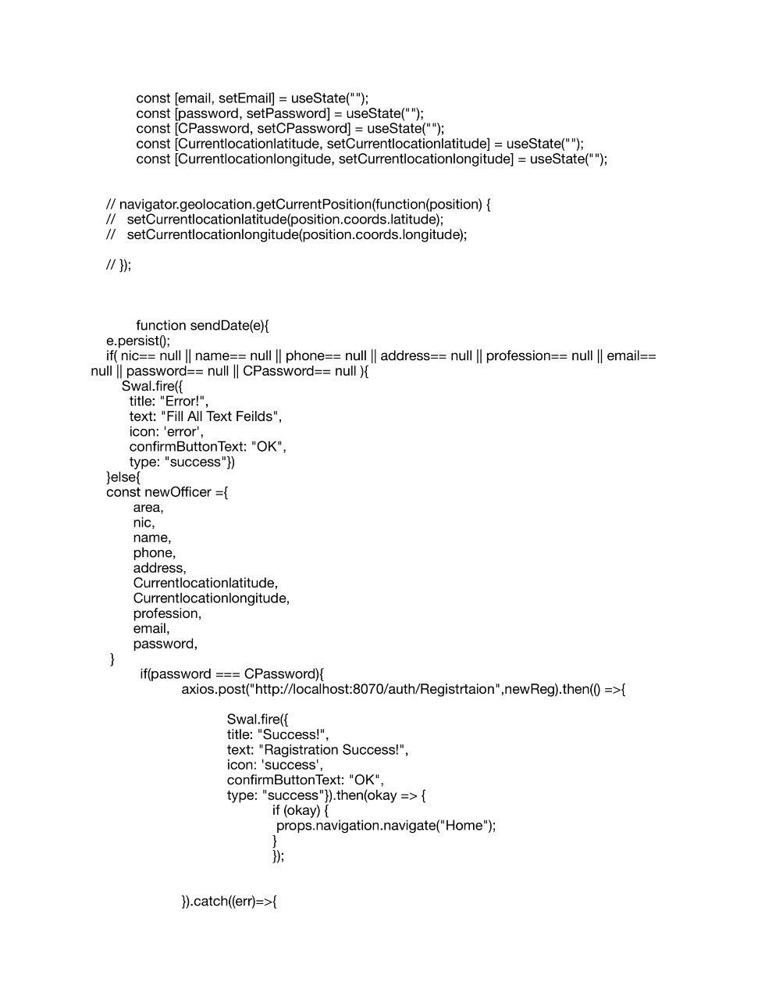 const [email, setEmail] = useState("");
const [password, setPassword] = useState("");
const [CPassword, setCPassword] = useState("");
const [Currentlocationlatitude, setCurrentlocationlatitude] = useState("");
const [Currentlocationlongitude, setCurrentlocationlongitude] = useState("");
// navigator.geolocation.getCurrentPosition(function(position) {
//   setCurrentlocationlatitude(position.coords.latitude);
//   setCurrentlocationlongitude(position.coords.longitude);
// });
function sendDate(e){
e.persist();
if( nic== null || name== null || phone== null || address== null || profession== null || email==
null || password== null || CPassword== null ){
Swal.fire({
title: "Error!",
text: "Fill All Text Feilds",
icon: 'error',
confirmButtonText: "OK",
type: "success"})
}else{
const newOfficer ={
area,
nic,
name,
phone,
address,
Currentlocationlatitude,
Currentlocationlongitude,
profession,
email,
password,
}
if(password === CPassword){
axios.post("http://localhost:8070/auth/Registrtaion",newReg).then(() =>{
Swal.fire({
title: "Success!",
text: "Ragistration Success!",
icon: 'success',
confirmButtonText: "OK",
type: "success"}).then(okay => {
if (okay) {
props.navigation.navigate("Home");
}
});
}).catch((err)=>{